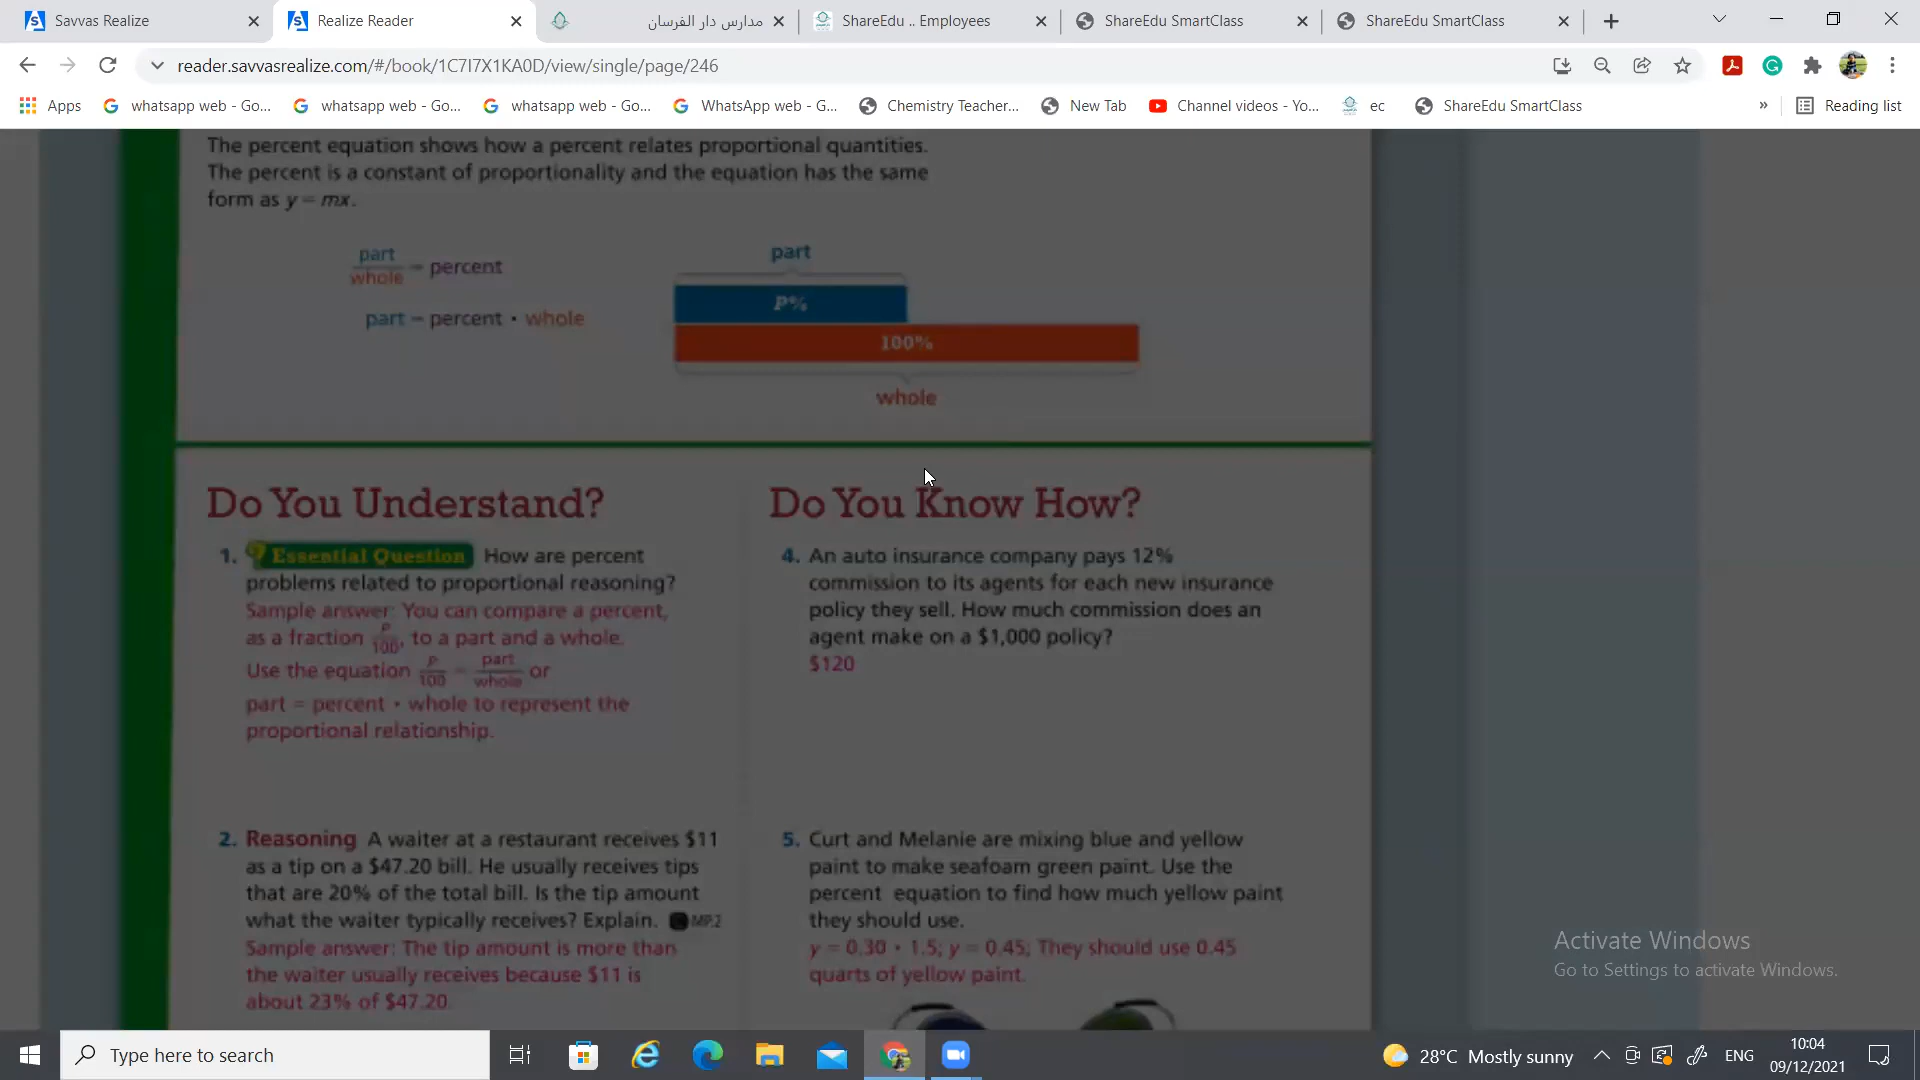 Savvas Realize
Realize Reader
مدارس دار الفرسان
ShareEdu .. Employees
ShareEdu SmartClass
ShareEdu SmartClass
reader.savvasrealize.com/#/book/1C7I7X1KA0D/view/single/page/246
Apps
whatsapp web - Go...
whatsapp web - Go...
whatsapp web - Go...
WhatsApp web - G...
Chemistry Teacher...
New Tab
Channel videos - Yo...
ec
ShareEdu SmartClass
»
Reading list
The percent equation shows how a percent relates proportional quantities.
The percent is a constant of proportionality and the equation has the same
form as y = mx.
part
whole = percent
part = percent • whole
part
P%
100%
whole
Do You Understand?
1. ? Essential Question How are percent
problems related to proportional reasoning?
Sample answer: You can compare a percent,
as a fraction p/100, to a part and a whole.
Use the equation p/100 = part/whole or
part = percent • whole to represent the
proportional relationship.
2. Reasoning A waiter at a restaurant receives $11
as a tip on a $47.20 bill. He usually receives tips
that are 20% of the total bill. Is the tip amount
what the waiter typically receives? Explain. MP.2
Sample answer: The tip amount is more than
the waiter usually receives because $11 is
about 23% of $47.20.
Do You Know How?
4. An auto insurance company pays 12%
commission to its agents for each new insurance
policy they sell. How much commission does an
agent make on a $1,000 policy?
$120
5. Curt and Melanie are mixing blue and yellow
paint to make seafoam green paint. Use the
percent equation to find how much yellow paint
they should use.
y = 0.30 • 1.5; y = 0.45; They should use 0.45
quarts of yellow paint.
Activate Windows
Go to Settings to activate Windows.
Type here to search
28°C Mostly sunny
ENG
10:04
09/12/2021